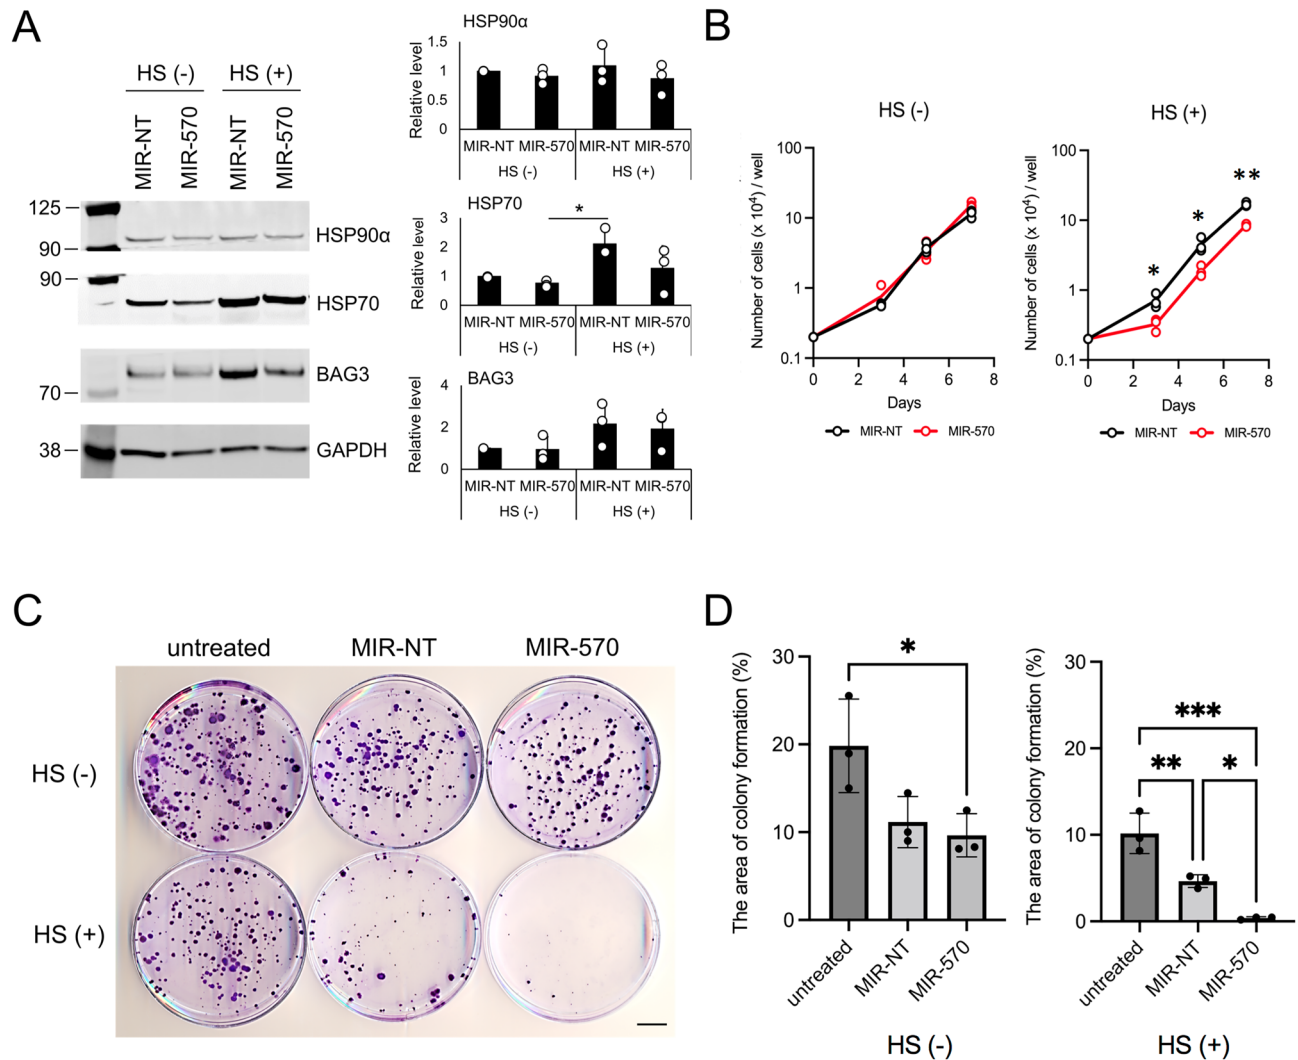 A
HS (-)
HS (+)
MIR-NT
MIR-570
MIR-NT
MIR-570
125
90
HSP90α
90
HSP70
70
BAG3
38
GAPDH
HSP90α
Relative level
1.5
1
0.5
0
MIR-NT MIR-570 MIR-NT MIR-570
HS (-) HS (+)
HSP70
Relative level
3
2
1
0
*
MIR-NT MIR-570 MIR-NT MIR-570
HS (-) HS (+)
BAG3
Relative level
4
2
0
MIR-NT MIR-570 MIR-NT MIR-570
HS (-) HS (+)
B
HS (-)
Number of cells (x 10⁴) / well
100
10
1
0.1
0 2 4 6 8
Days
MIR-NT MIR-570
HS (+)
Number of cells (x 10⁴) / well
100
10
1
0.1
* * **
0 2 4 6 8
Days
MIR-NT MIR-570
C
untreated MIR-NT MIR-570
HS (-)
HS (+)
D
The area of colony formation (%)
30
20
10
0
*
untreated
MIR-NT
MIR-570
HS (-)
The area of colony formation (%)
30
20
10
0
***
** *
untreated
MIR-NT
MIR-570
HS (+)